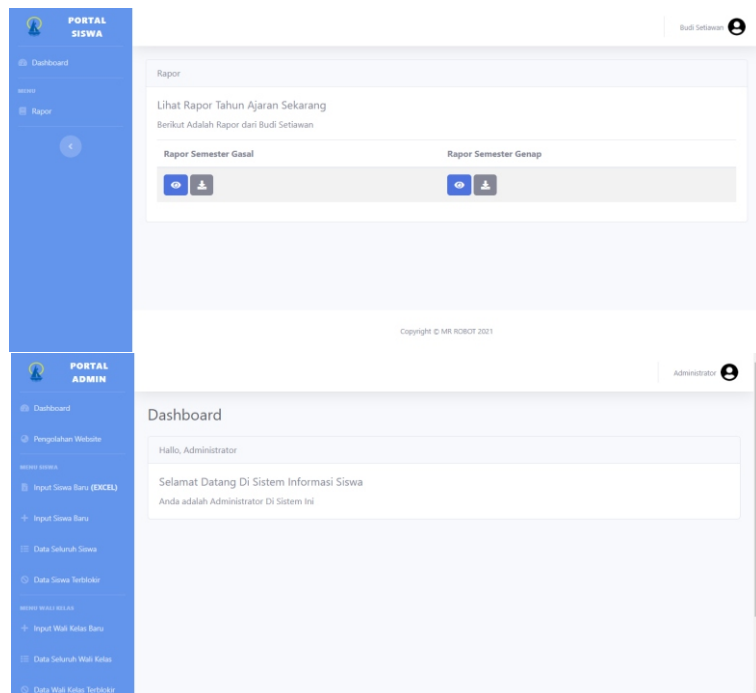 PORTAL
SISWA
Budi Setiawan
Dashboard
MENU
Rapor
Rapor
Lihat Rapor Tahun Ajaran Sekarang
Berikut Adalah Rapor dari Budi Setiawan
Rapor Semester Gasal Rapor Semester Genap
Copyright © MR ROBOT 2021
PORTAL
ADMIN
Administrator
Dashboard
Pengolahan Website
MENU SISWA
Input Siswa Baru (EXCEL)
Input Siswa Baru
Data Seluruh Siswa
Data Siswa Terblokir
MENU WALI KELAS
Input Wali Kelas Baru
Data Seluruh Wali Kelas
Data Wali Kelas Terblokir
Dashboard
Hallo, Administrator
Selamat Datang Di Sistem Informasi Siswa
Anda adalah Administrator Di Sistem Ini